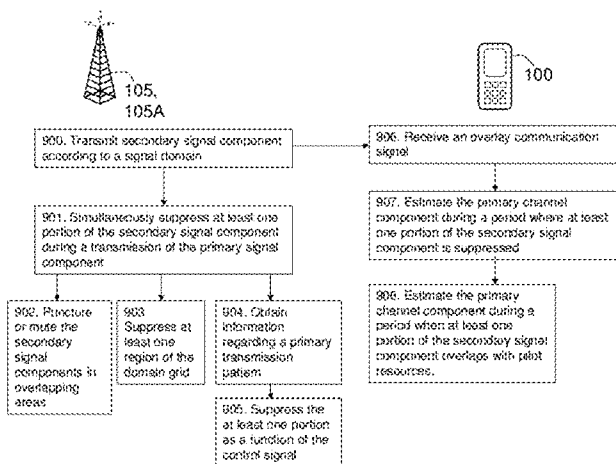 105,
105A
100
900. Transmit secondary signal component
according to a signal domain
906. Receive an overlay communication
signal
901. Simultaneously suppress at least one
portion of the secondary signal component
during a transmission of the primary signal
component
907. Estimate the primary channel
component during a period where at least
one portion of the secondary signal
component is suppressed
902. Puncture
or mute the
secondary
signal
components in
overlapping
areas
903
Suppress at
least one
region of the
domain grid
904. Obtain
information
regarding a primary
transmission
pattern
905. Suppress the
at least one portion
as a function of the
control signal
Estimate the primary
channel component during a
period when at least one
portion of the secondary signal
component overlaps with pilot
resources.